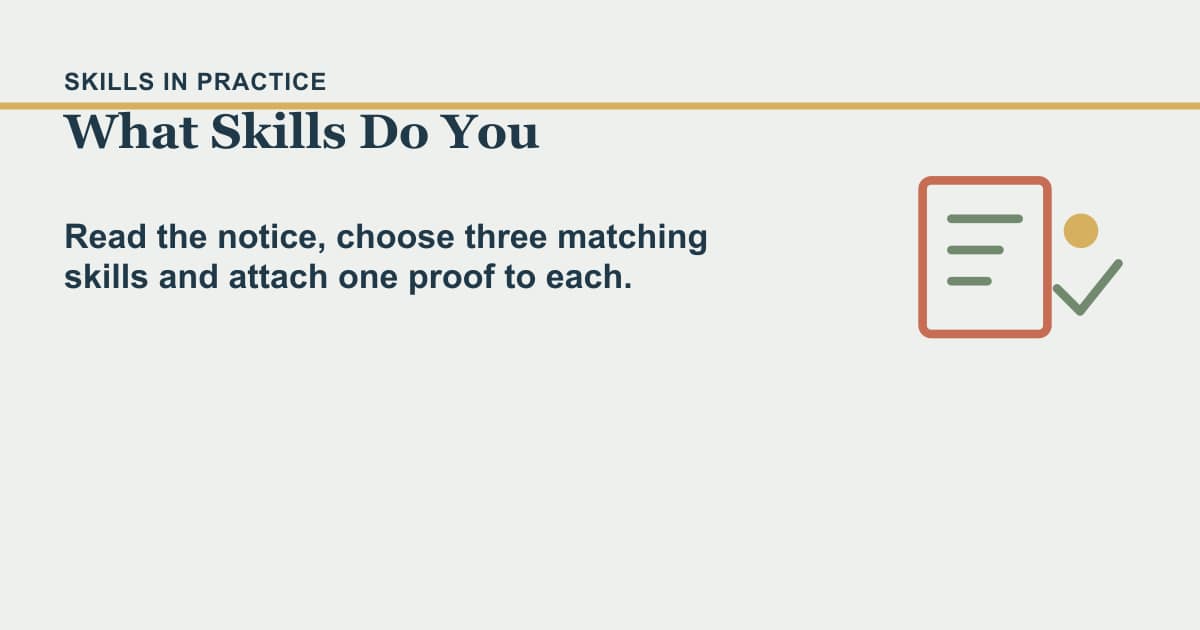 SKILLS IN PRACTICE
What Skills Do You
Read the notice, choose three matching
skills and attach one proof to each.